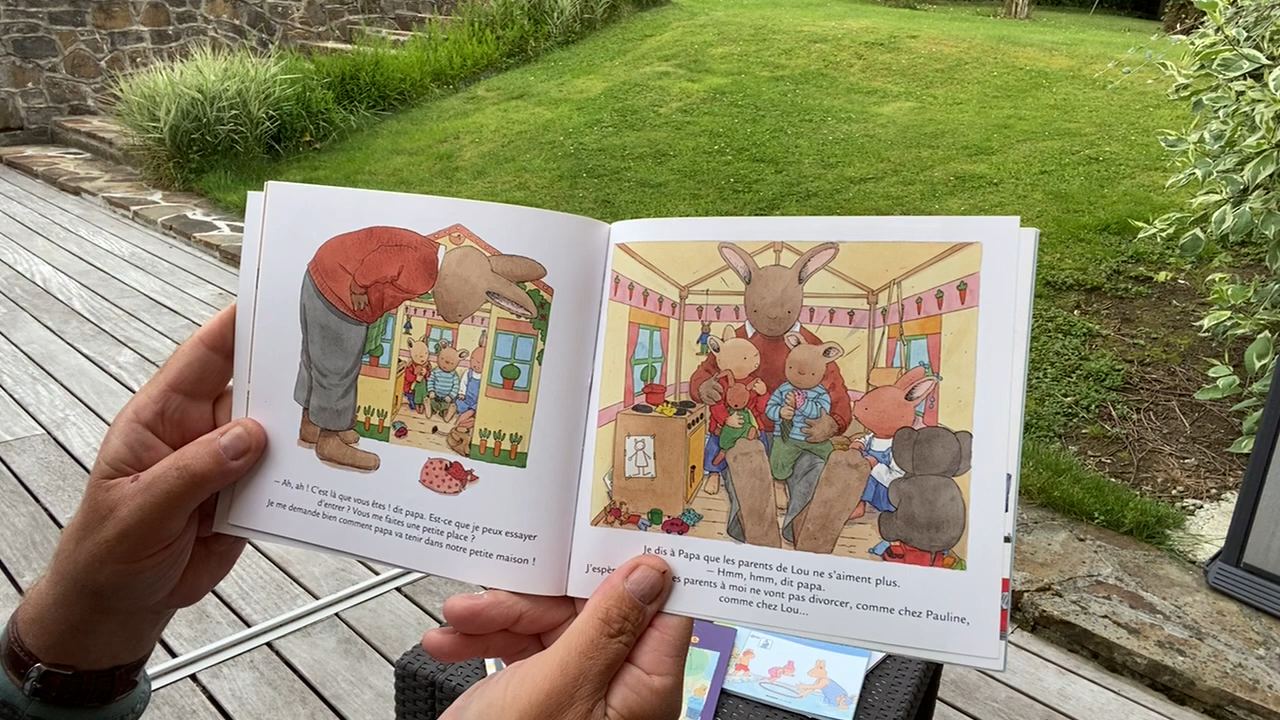 – Ah, ah ! C'est là que vous êtes ! dit papa. Est-ce que je peux essayer
d'entrer ? Vous me faites une petite place ?
Je me demande bien comment papa va tenir dans notre petite maison !
Je dis à Papa que les parents de Lou ne s'aiment plus.
– Hmm, hmm, dit papa.
parents à moi ne vont pas divorcer, comme chez Pauline,
comme chez Lou...